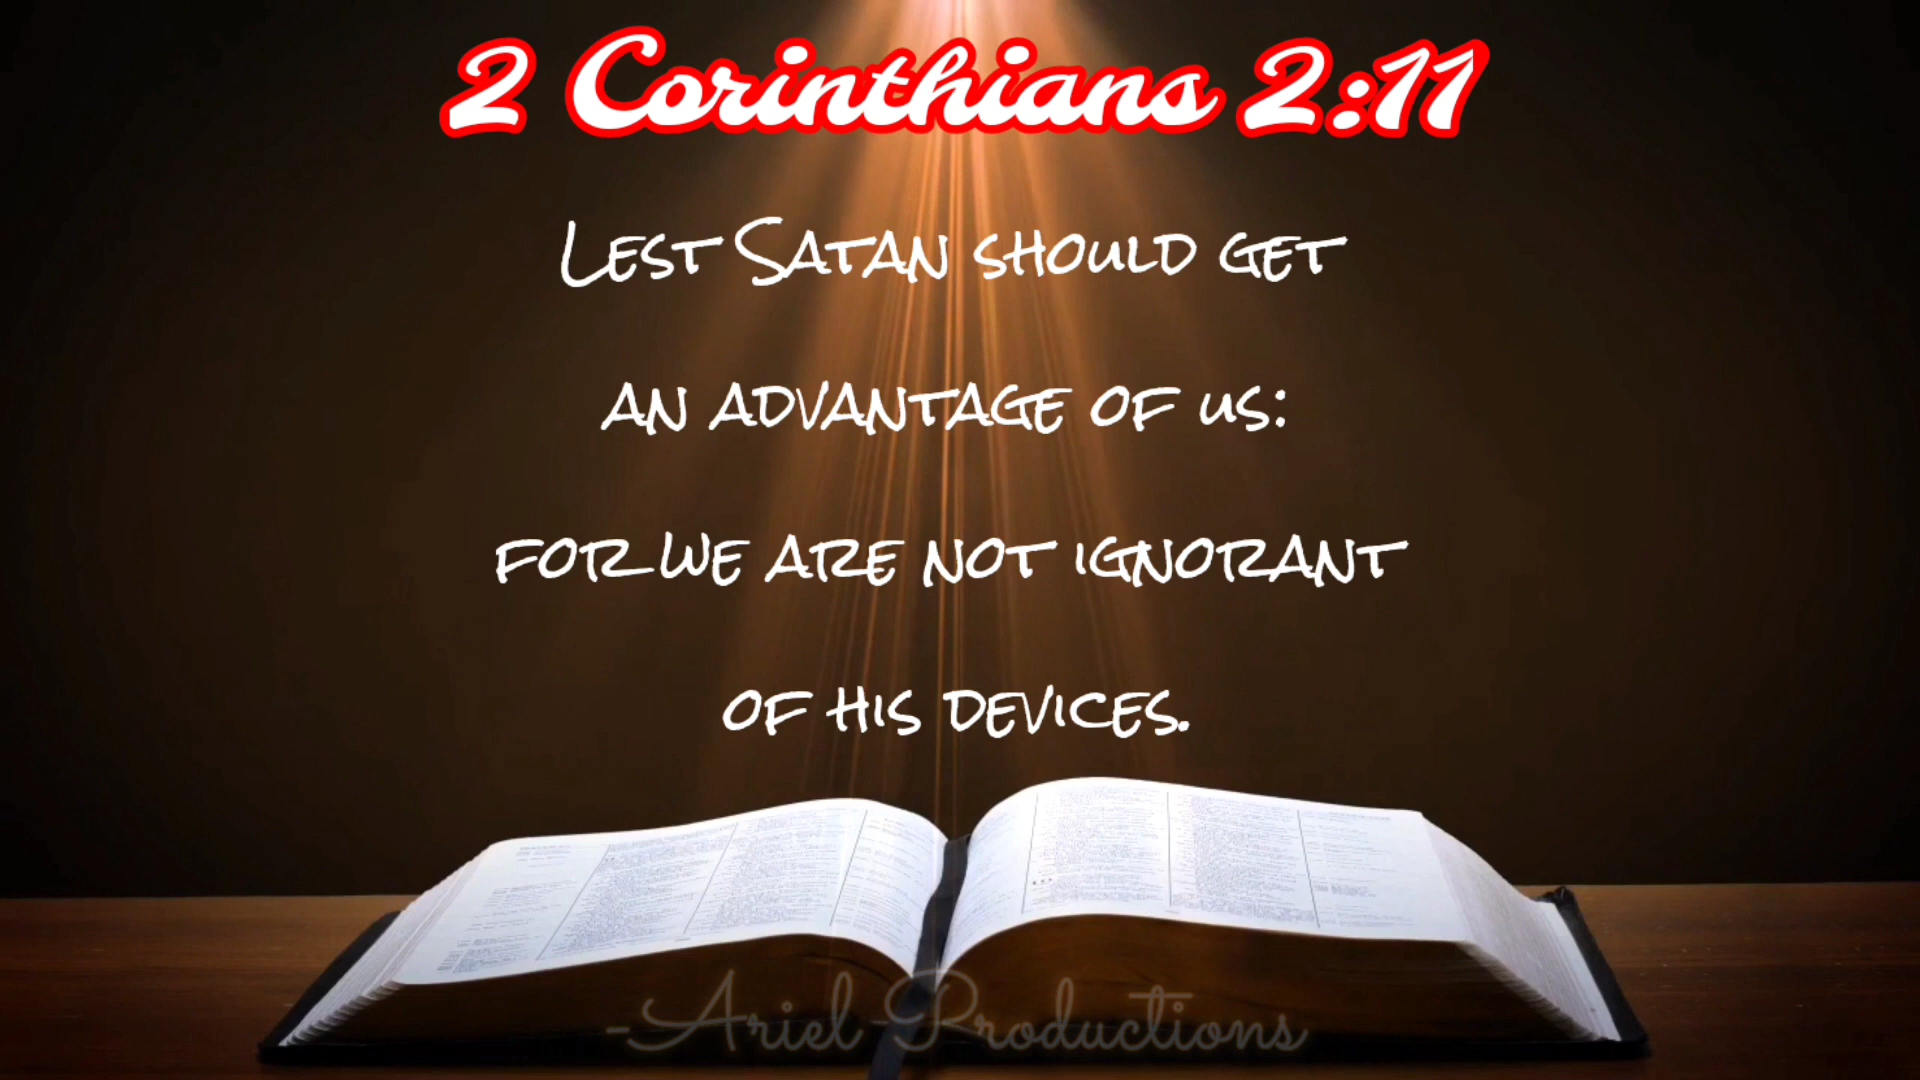 2 Corinthians 2:11
Lest Satan should get
an advantage of us:
for we are not ignorant
of his devices.
-Ariel Productions